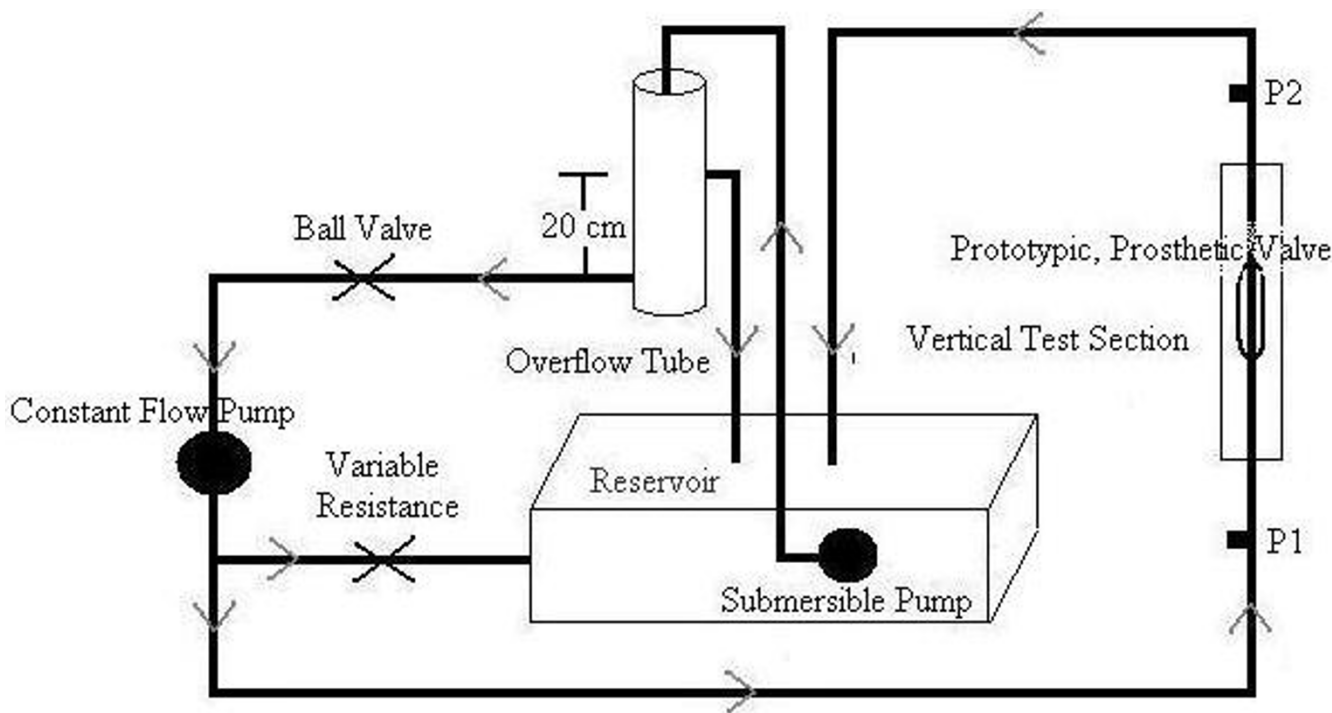 P2
20 cm
Ball Valve
Prototypic, Prosthetic Valve
Vertical Test Section
Overflow Tube
Constant Flow Pump
Variable
Resistance
Reservoir
P1
Submersible Pump